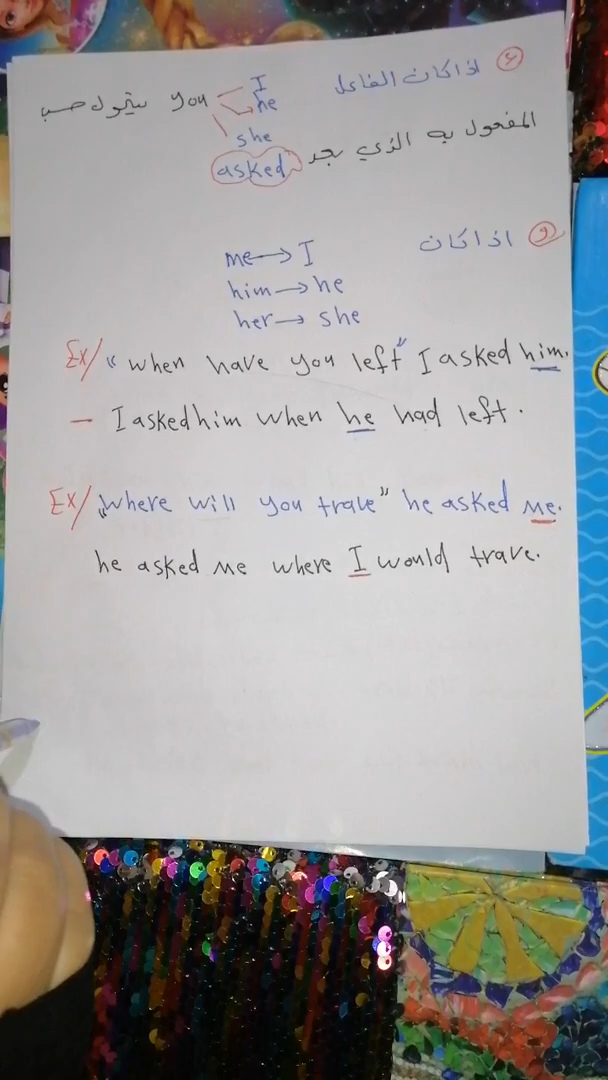 ٤ اذا كان الفاعل you I he she يتحول حسب
المفعول به الذي بعد asked
و اذا كان
me → I
him → he
her → she
Ex/ "when have you left" I asked him.
– I asked him when he had left.
Ex/ "where will you trave" he asked me.
he asked me where I would trave.